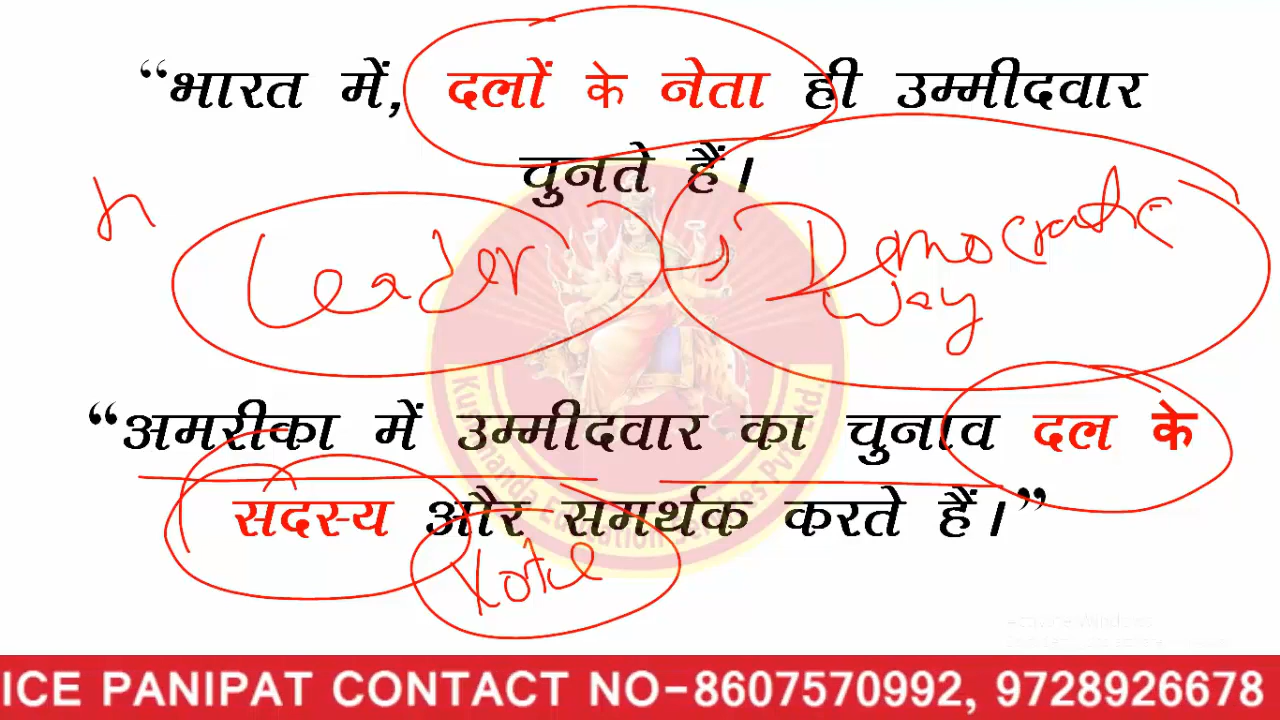 “भारत में, दलों के नेता ही उम्मीदवार
चुनते हैं।
Leader
Democratic
way
“अमरीका में उम्मीदवार का चुनाव दल के
सदस्य और समर्थक करते हैं।”
ICE PANIPAT CONTACT NO-8607570992, 9728926678